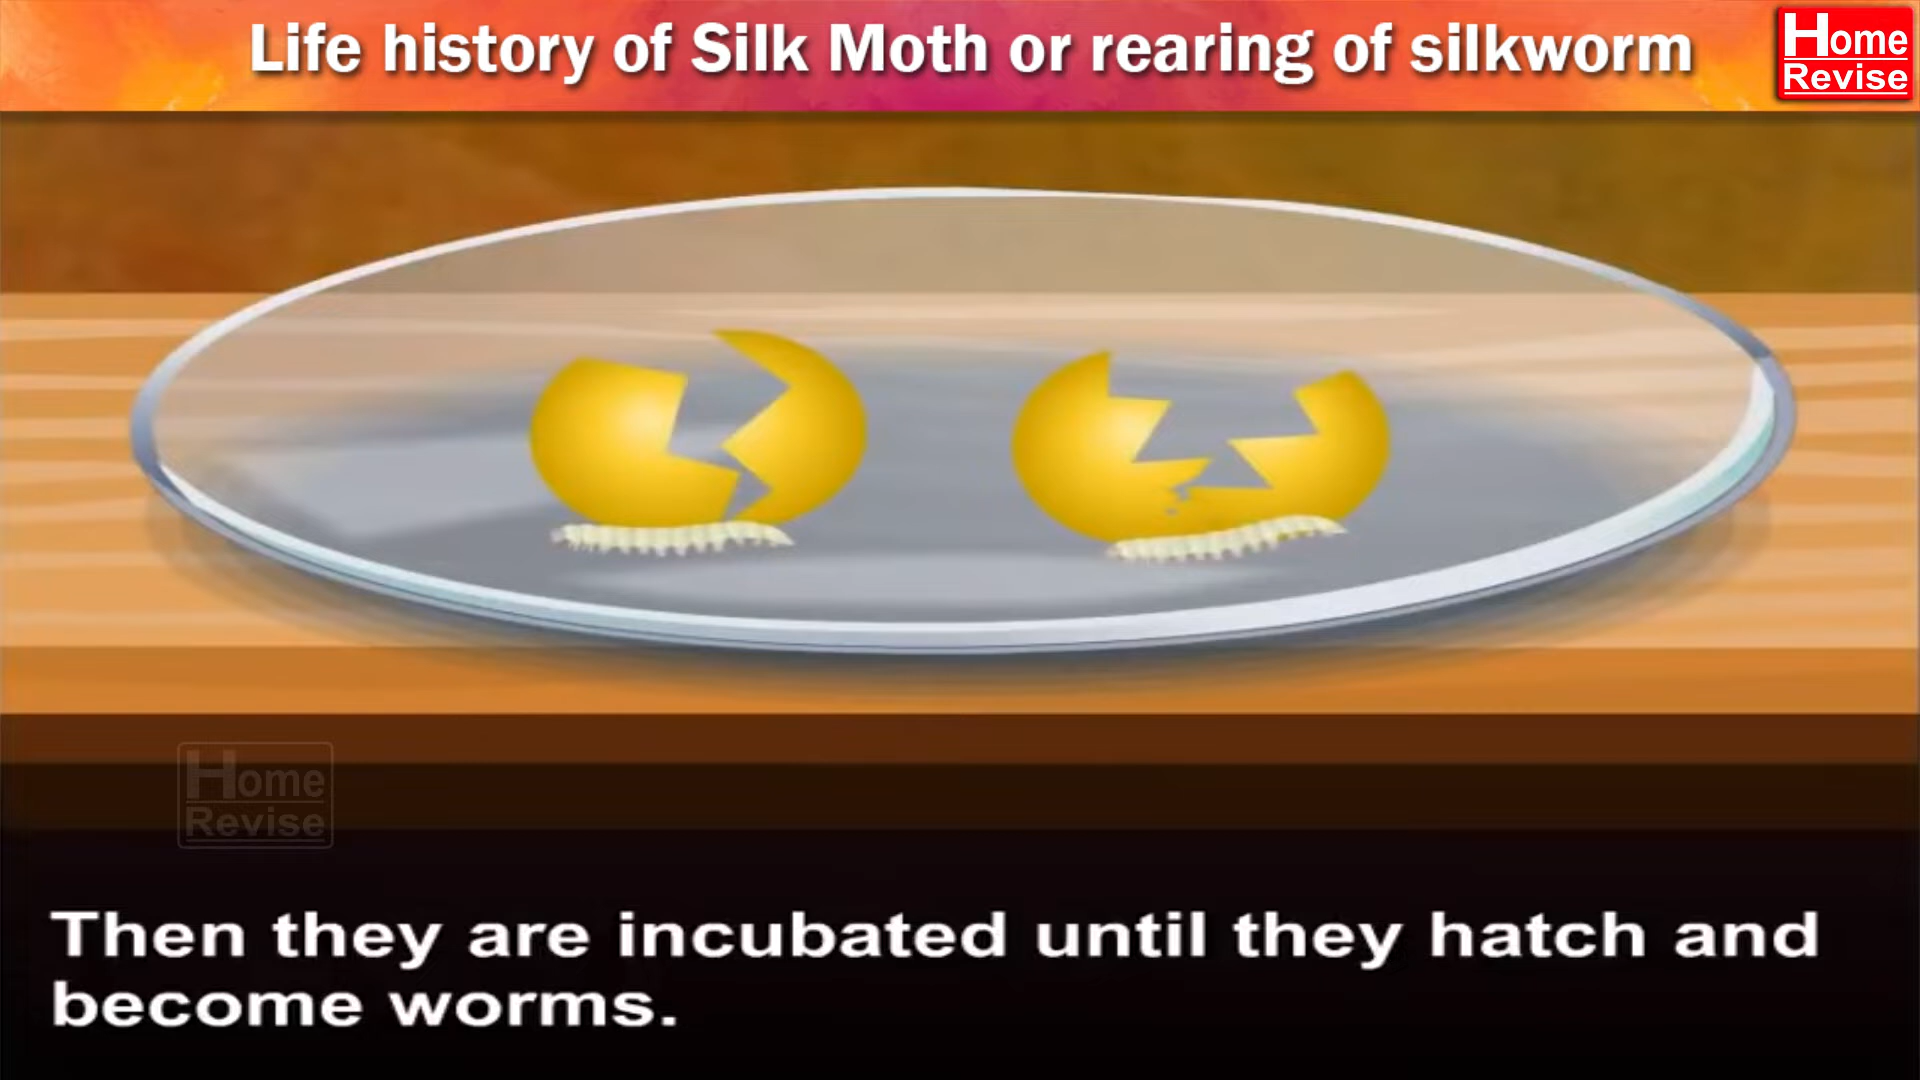 Life history of Silk Moth or rearing of silkworm
Home
Revise
Home
Revise
Then they are incubated until they hatch and
become worms.